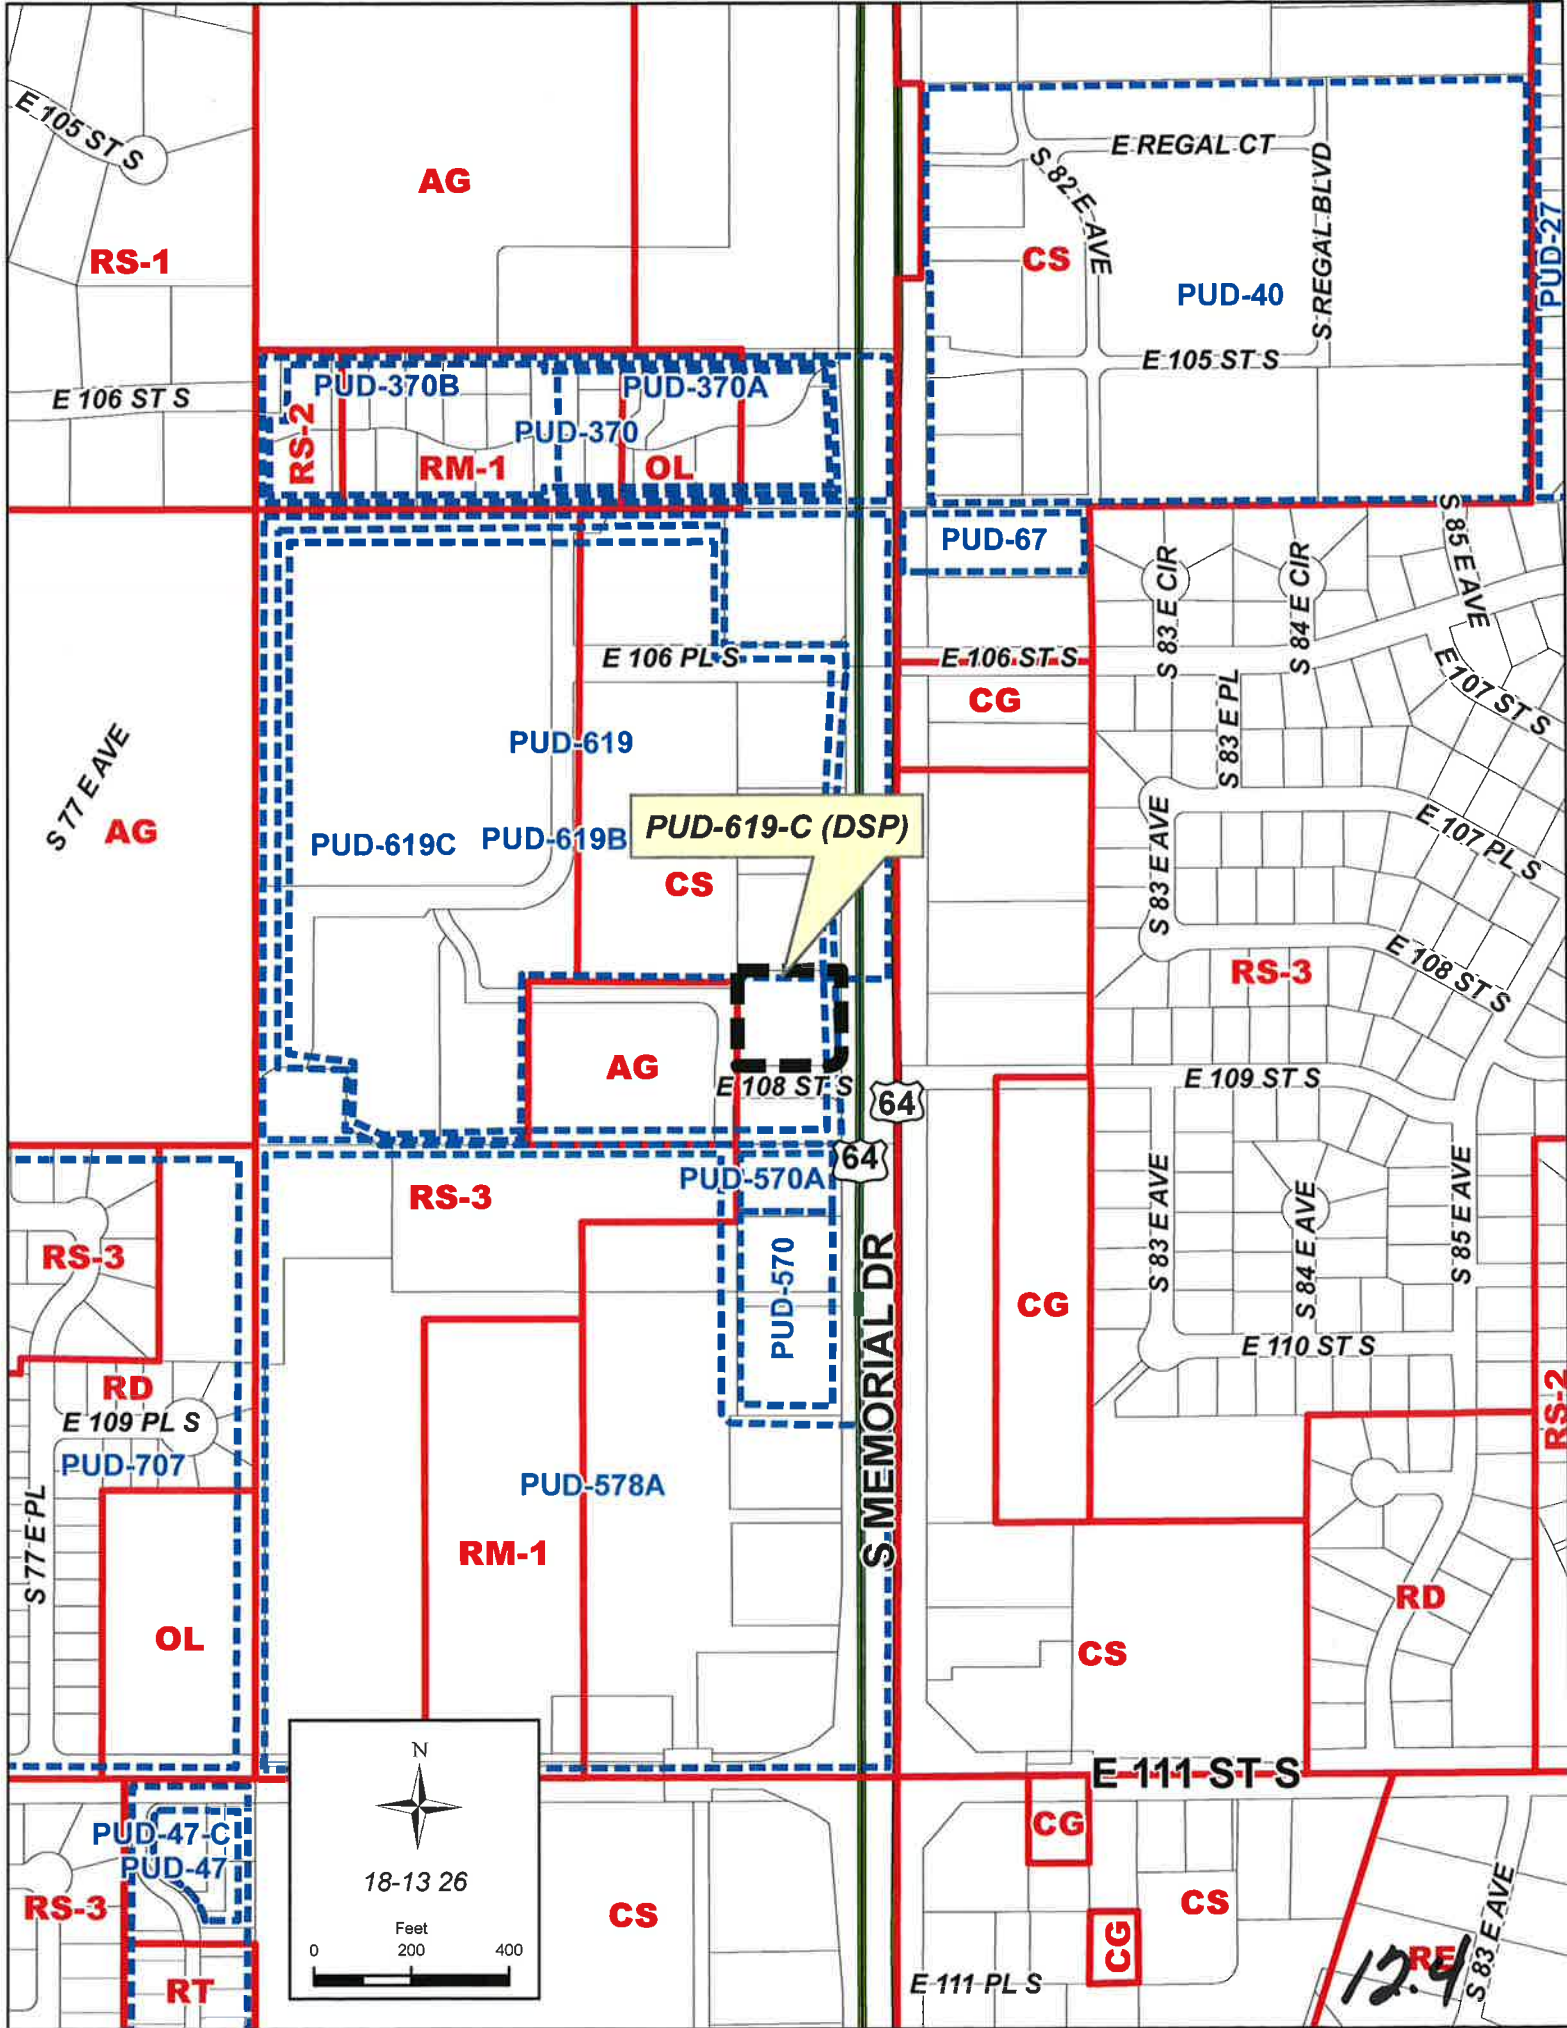 E 105 ST S
AG
RS-1
E REGAL CT
S 82 E AVE
S REGAL BLVD
CS
PUD-40
PUD-27
E 105 ST S
E 106 ST S
RS-2
PUD-370B
PUD-370A
PUD-370
RM-1
OL
PUD-67
S 83 E CIR
S 84 E CIR
S 85 E AVE
E 106 PL S
E 106 ST S
CG
S 83 E PL
E 107 ST S
S 77 E AVE
AG
PUD-619
PUD-619C
PUD-619B
PUD-619-C (DSP)
CS
S 83 E AVE
E 107 PL S
E 108 ST S
RS-3
AG
E 108 ST S
64
E 109 ST S
64
PUD-570A
RS-3
RS-3
PUD-570
S MEMORIAL DR
CG
S 83 E AVE
S 84 E AVE
S 85 E AVE
E 110 ST S
RS-2
RD
E 109 PL S
PUD-707
S 77 E PL
PUD-578A
RM-1
OL
RD
CS
E 111 ST S
N
18-13 26
Feet
0 200 400
PUD-47-C
PUD-47
RS-3
RT
CS
CG
CS
CG
E 111 PL S
RE
S 83 E AVE
12.4